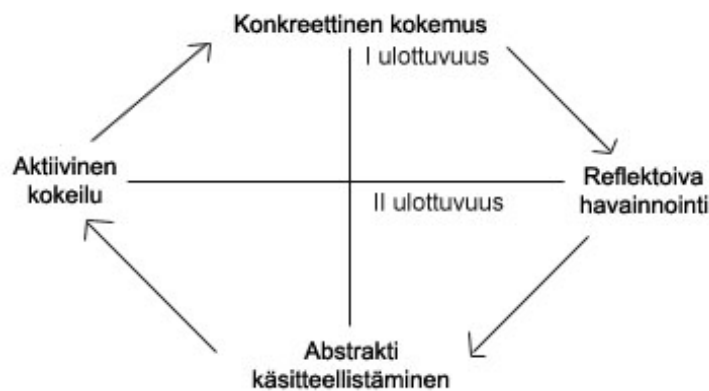 Konkreettinen kokemus
I ulottuvuus
Aktiivinen
kokeilu
Reflektoiva
havainnointi
II ulottuvuus
Abstrakti
käsitteellistäminen